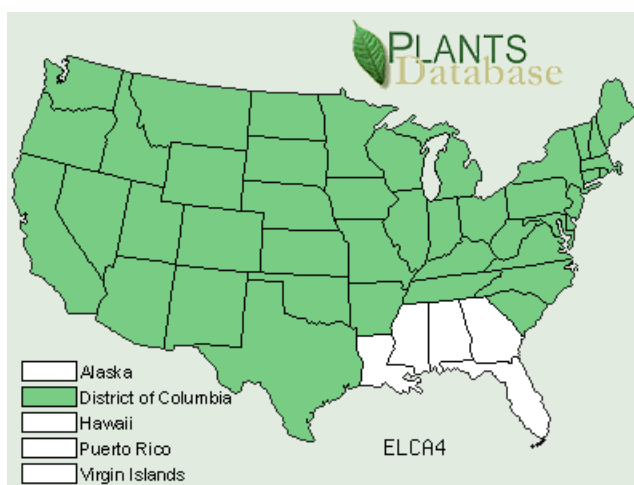 PLANTS
Database
Alaska
District of Columbia
Hawaii
Puerto Rico
Virgin Islands
ELCA4